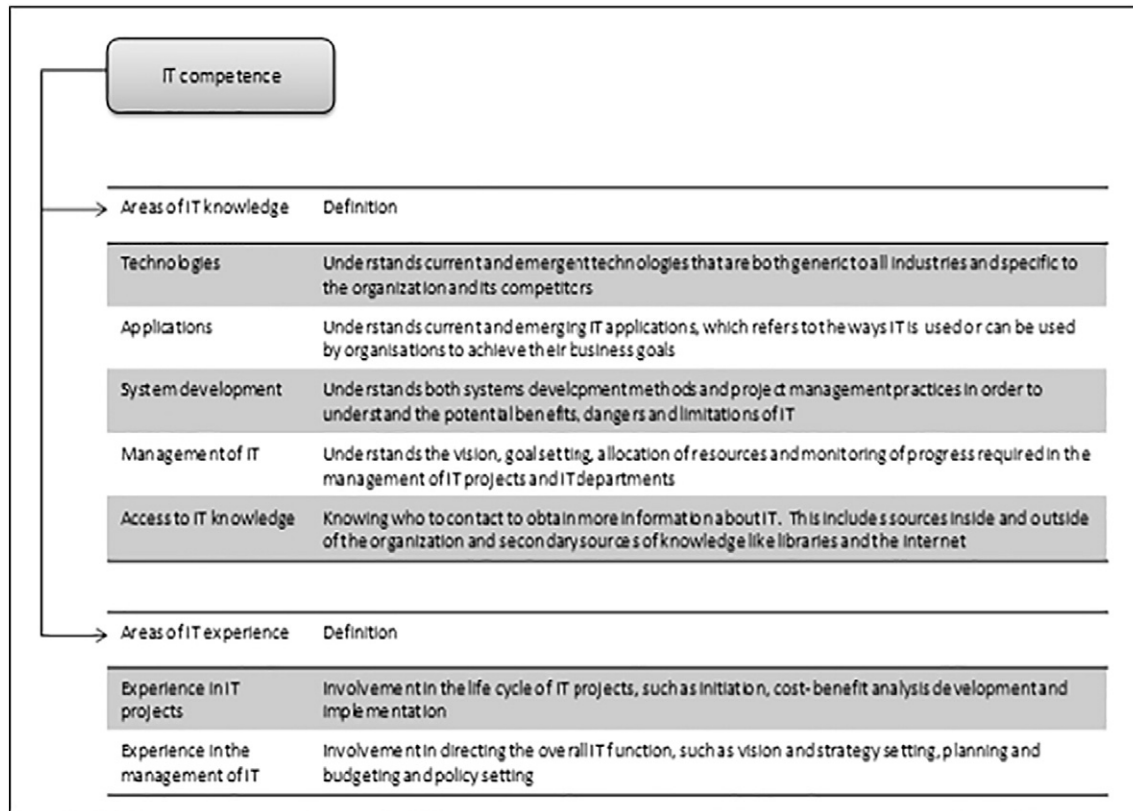 IT competence
Areas of IT knowledge Definition
Technologies Understands current and emergent technologies that are both generic to all industries and specific to
the organization and its competitors
Applications Understands current and emerging IT applications, which refers to the ways IT is used or can be used
by organisations to achieve their business goals
System development Understands both systems development methods and project management practices in order to
understand the potential benefits, dangers and limitations of IT
Management of IT Understands the vision, goal setting, allocation of resources and monitoring of progress required in the
management of IT projects and IT departments
Access to IT knowledge Knowing who to contact to obtain more information about IT. This includes sources inside and outside
of the organization and secondary sources of knowledge like libraries and the Internet
Areas of IT experience Definition
Experience in IT Involvement in the life cycle of IT projects, such as initiation, cost-benefit analysis development and
projects implementation
Experience in the Involvement in directing the overall IT function, such as vision and strategy setting, planning and
management of IT budgeting and policy setting